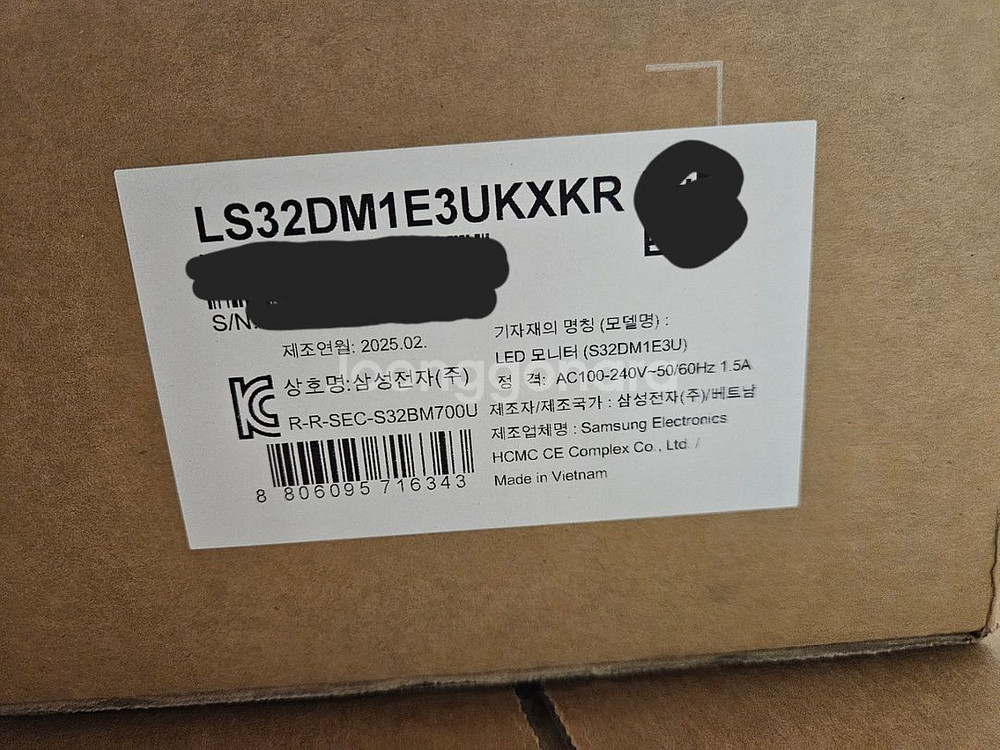 LS32DM1E3UKXKR
S/N
제조연월: 2025.02.
상호명:삼성전자(주)
R-R-SEC-S32BM700U
8 806095 716343
기자재의 명칭 (모델명) :
LED 모니터 (S32DM1E3U)
정 격: AC100-240V~50/60Hz 1.5A
제조자/제조국가 : 삼성전자(주)/베트남
제조업체명 : Samsung Electronics
HCMC CE Complex Co., Ltd. /
Made in Vietnam
joonggonara